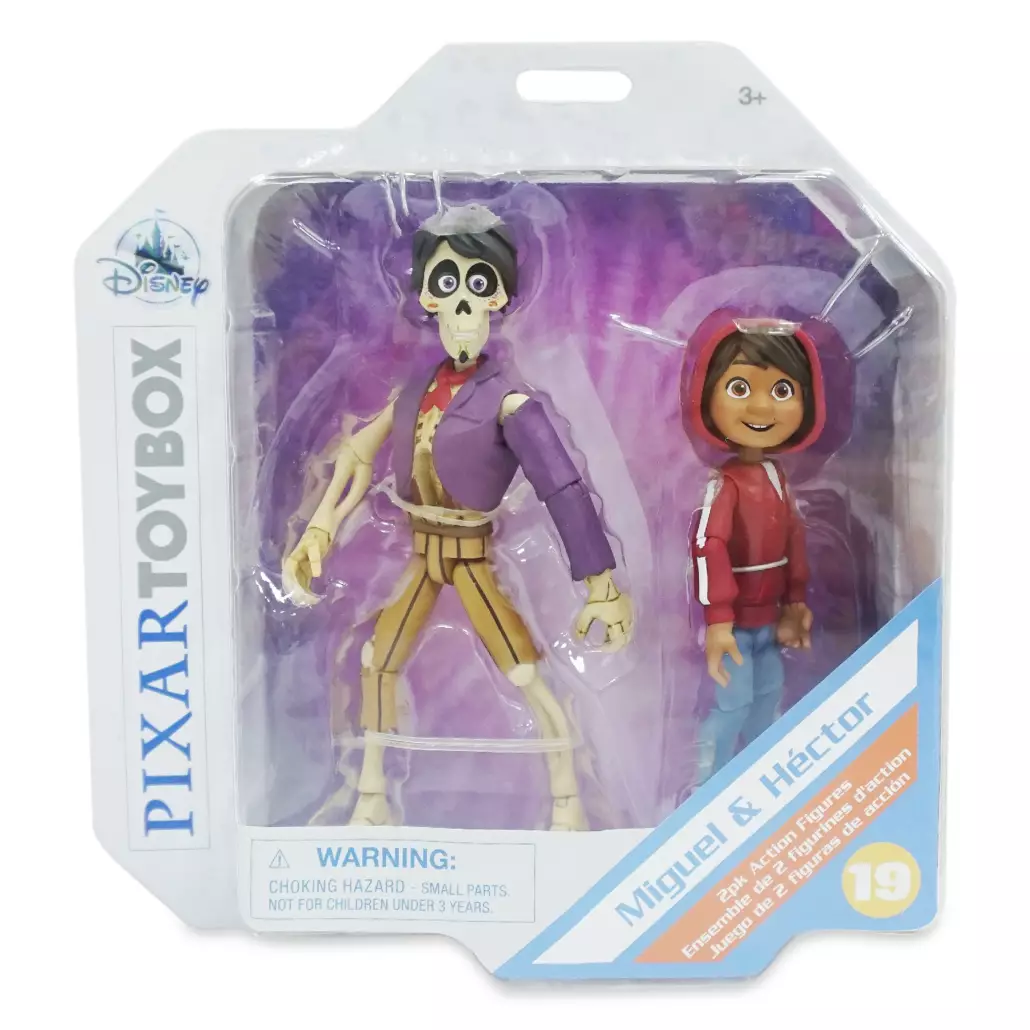 3+
Disney
PIXAR TOYBOX
WARNING:
CHOKING HAZARD - SMALL PARTS.
NOT FOR CHILDREN UNDER 3 YEARS.
Miguel & Héctor
2pk Action Figures
Ensemble de 2 figurines d'action
Juego de 2 figuras de acción
19